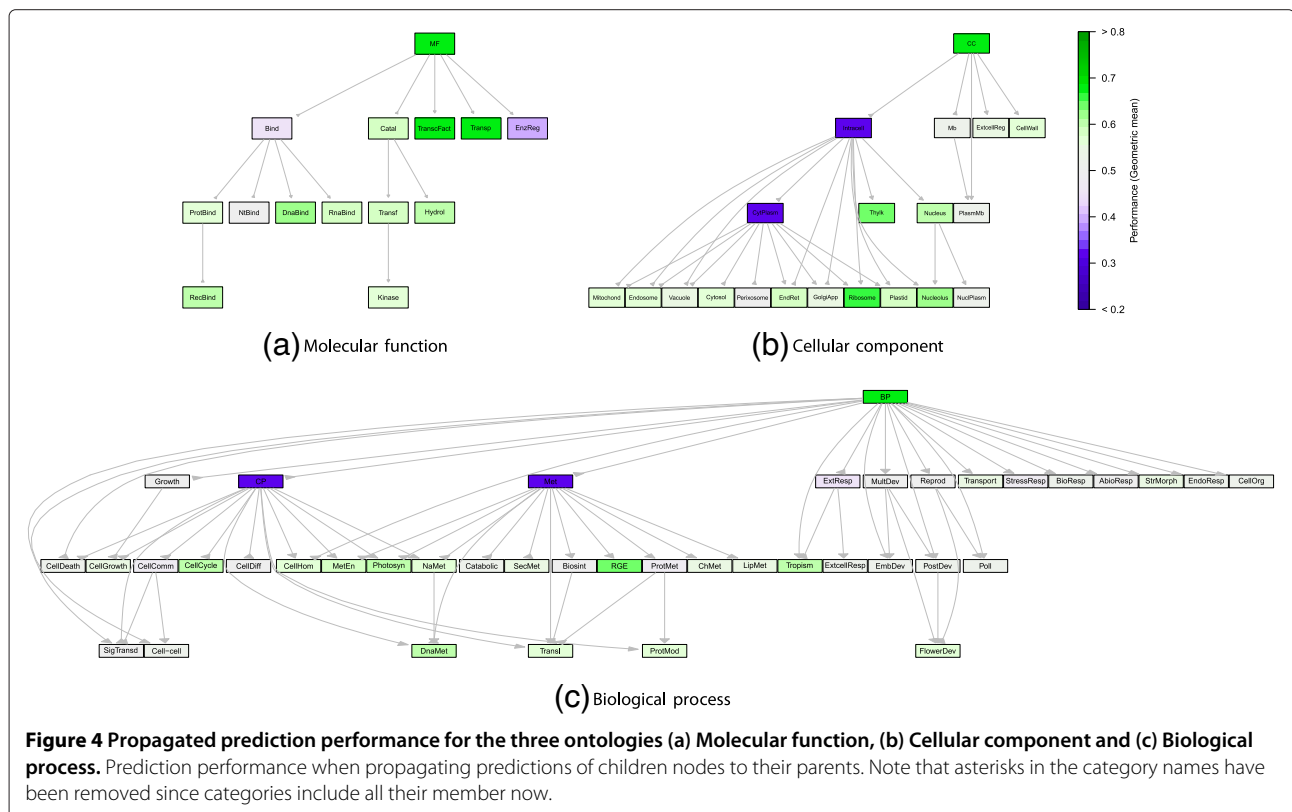 MF
Bind
Catal
TranscFact
Transp
EnzReg
ProtBind
NtBind
DnaBind
RnaBind
Transf
Hydrol
RecBind
Kinase
(a) Molecular function
CC
Intracel
Mb
ExtcellReg
CellWall
CytPlasm
Thylk
Nucleus
PlasmMb
Mitochond
Endosome
Vacuole
Cytosol
Perixosome
EndRet
GolgiApp
Ribosome
Plastid
Nucleolus
NuclPlasm
(b) Cellular component
> 0.8
0.7
0.6
0.5
0.4
0.3
< 0.2
Performance (Geometric mean)
BP
Growth
CP
Met
ExtResp
MultDev
Reprod
Transport
StressResp
BioResp
AbioResp
StrMorph
EndoResp
CellOrg
CellDeath
CellGrowth
CellComm
CellCycle
CellDiff
CellHom
MetEn
Photosyn
NaMet
Catabolic
SecMet
Biosint
RGE
ProtMet
ChMet
LipMet
Tropism
ExtcellResp
EmbDev
PostDev
Poll
SigTransd
Cell−cell
DnaMet
Transl
ProtMod
FlowerDev
(c) Biological process
Figure 4 Propagated prediction performance for the three ontologies (a) Molecular function, (b) Cellular component and (c) Biological
process. Prediction performance when propagating predictions of children nodes to their parents. Note that asterisks in the category names have
been removed since categories include all their member now.